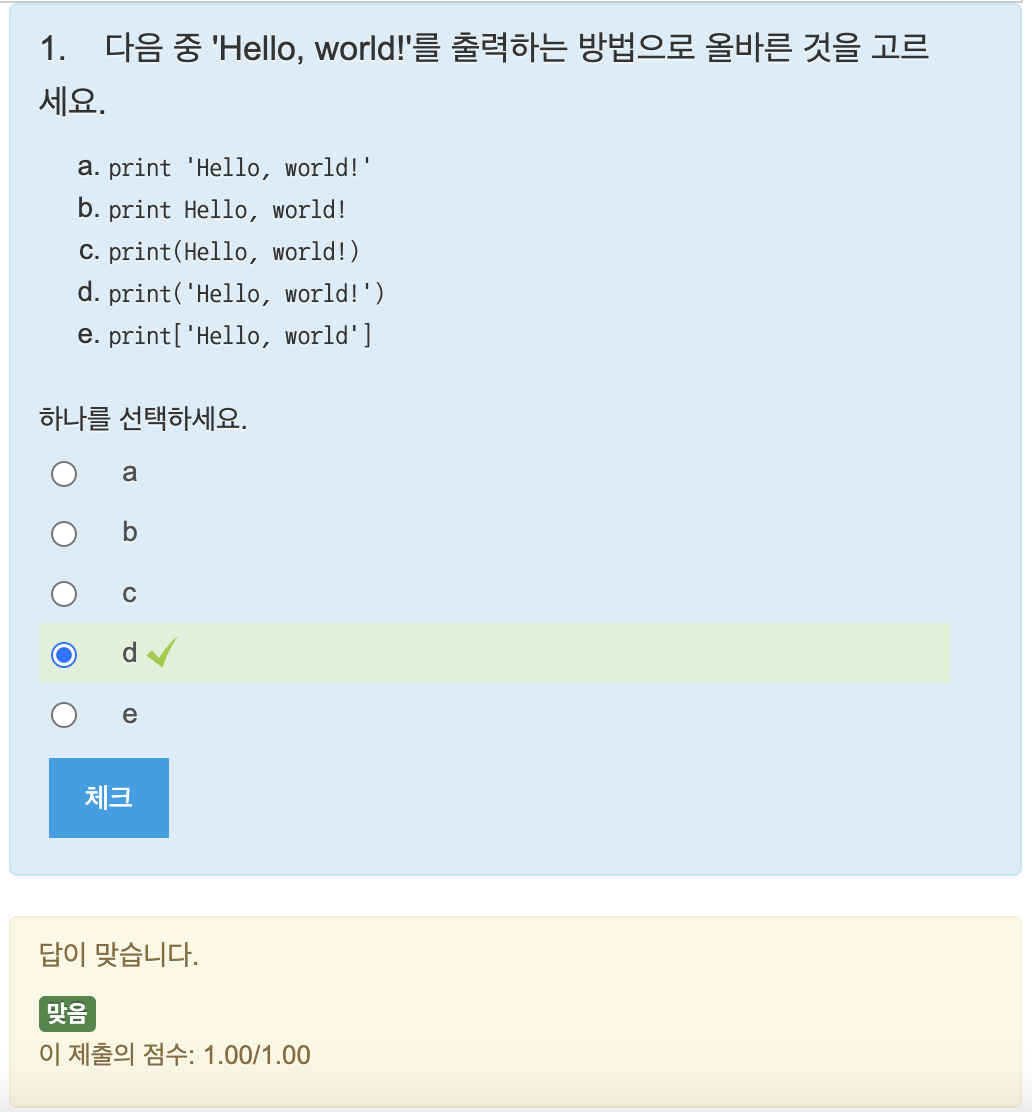 1. 다음 중 'Hello, world!'를 출력하는 방법으로 올바른 것을 고르
세요.
a. print 'Hello, world!'
b. print Hello, world!
c. print(Hello, world!)
d. print('Hello, world!')
e. print['Hello, world']
하나를 선택하세요.
a
b
c
d
e
체크
답이 맞습니다.
맞음
이 제출의 점수: 1.00/1.00